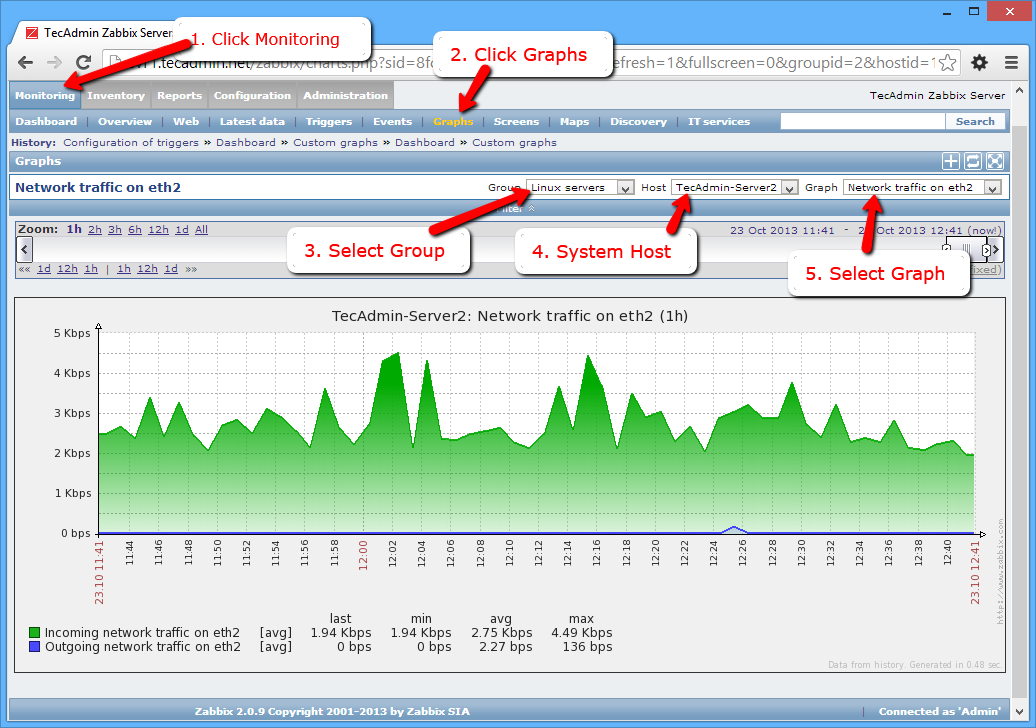 TecAdmin Zabbix Server
1. Click Monitoring
2. Click Graphs
.tecadmin.net/zabbix/charts.php?sid=8f
efresh=1&fullscreen=0&groupid=2&hostid=1
Monitoring Inventory Reports Configuration Administration
TecAdmin Zabbix Server
Dashboard | Overview | Web | Latest data | Triggers | Events | Graphs | Screens | Maps | Discovery | IT services
Search
History: Configuration of triggers » Dashboard » Custom graphs » Dashboard » Custom graphs
Graphs
Network traffic on eth2
Group Linux servers Host TecAdmin-Server2 Graph Network traffic on eth2
Filter
Zoom: 1h 2h 3h 6h 12h 1d All
23 Oct 2013 11:41 - 23 Oct 2013 12:41 (now!)
3. Select Group
4. System Host
5. Select Graph
«« 1d 12h 1h | 1h 12h 1d »»
fixed)
TecAdmin-Server2: Network traffic on eth2 (1h)
5 Kbps
4 Kbps
3 Kbps
2 Kbps
1 Kbps
0 bps
23.10 11:41
11:44
11:46
11:48
11:50
11:52
11:54
11:56
11:58
12:00
12:02
12:04
12:06
12:08
12:10
12:12
12:14
12:16
12:18
12:20
12:22
12:24
12:26
12:28
12:30
12:32
12:34
12:36
12:38
12:40
23.10 12:41
http://www.zabbix.com
last min avg max
Incoming network traffic on eth2 [avg] 1.94 Kbps 1.94 Kbps 2.75 Kbps 4.49 Kbps
Outgoing network traffic on eth2 [avg] 0 bps 0 bps 2.27 bps 136 bps
Data from history. Generated in 0.48 sec.
Zabbix 2.0.9 Copyright 2001-2013 by Zabbix SIA
| Connected as 'Admin'